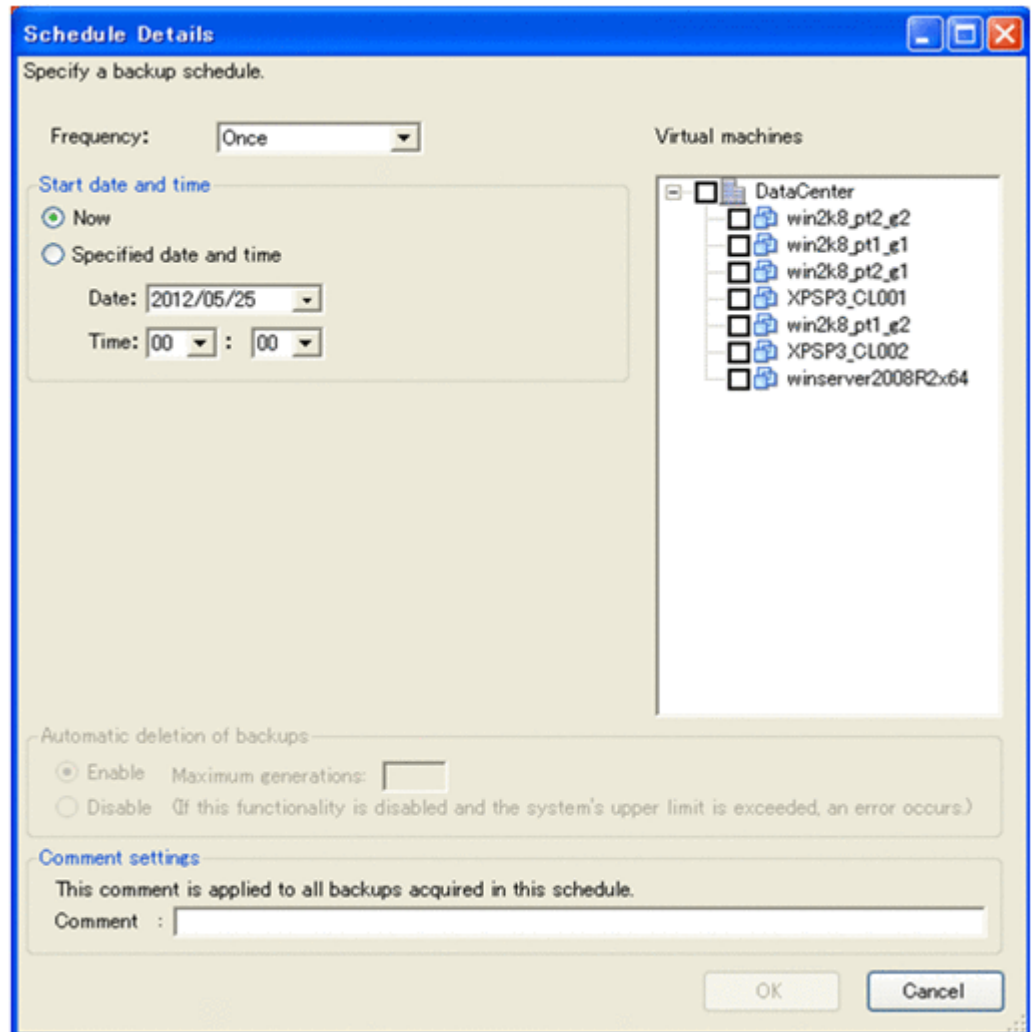 Schedule Details
Specify a backup schedule.
Frequency: Once
Virtual machines
Start date and time
Now
Specified date and time
Date: 2012/05/25
Time: 00 : 00
DataCenter
win2k8_pt2_g2
win2k8_pt1_g1
win2k8_pt2_g1
XPSP3_CL001
win2k8_pt1_g2
XPSP3_CL002
winserver2008R2x64
Automatic deletion of backups
Enable Maximum generations:
Disable (If this functionality is disabled and the system's upper limit is exceeded, an error occurs.)
Comment settings
This comment is applied to all backups acquired in this schedule.
Comment :
OK Cancel